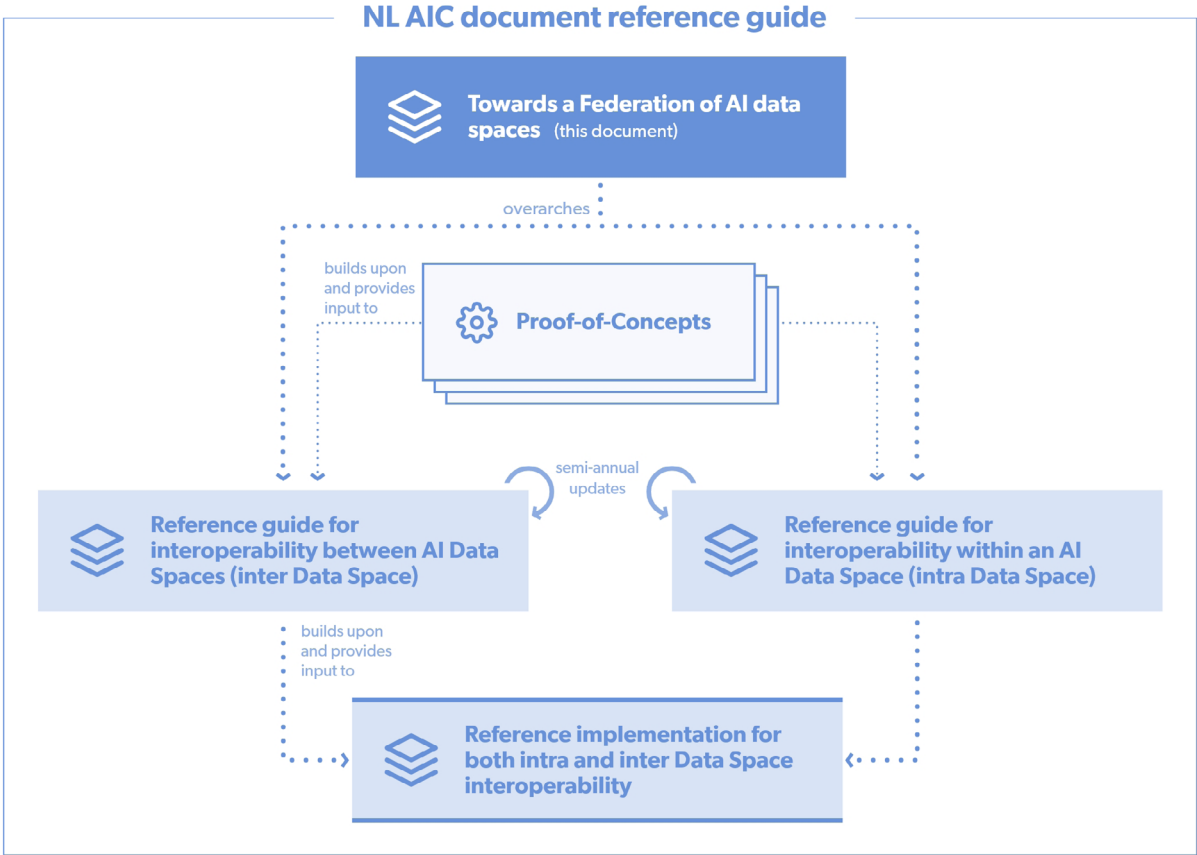 NL AIC document reference guide
Towards a Federation of AI data
spaces (this document)
overarches
builds upon
and provides
input to
Proof-of-Concepts
semi-annual
updates
Reference guide for
interoperability between AI Data
Spaces (inter Data Space)
Reference guide for
interoperability within an AI
Data Space (intra Data Space)
builds upon
and provides
input to
Reference implementation for
both intra and inter Data Space
interoperability